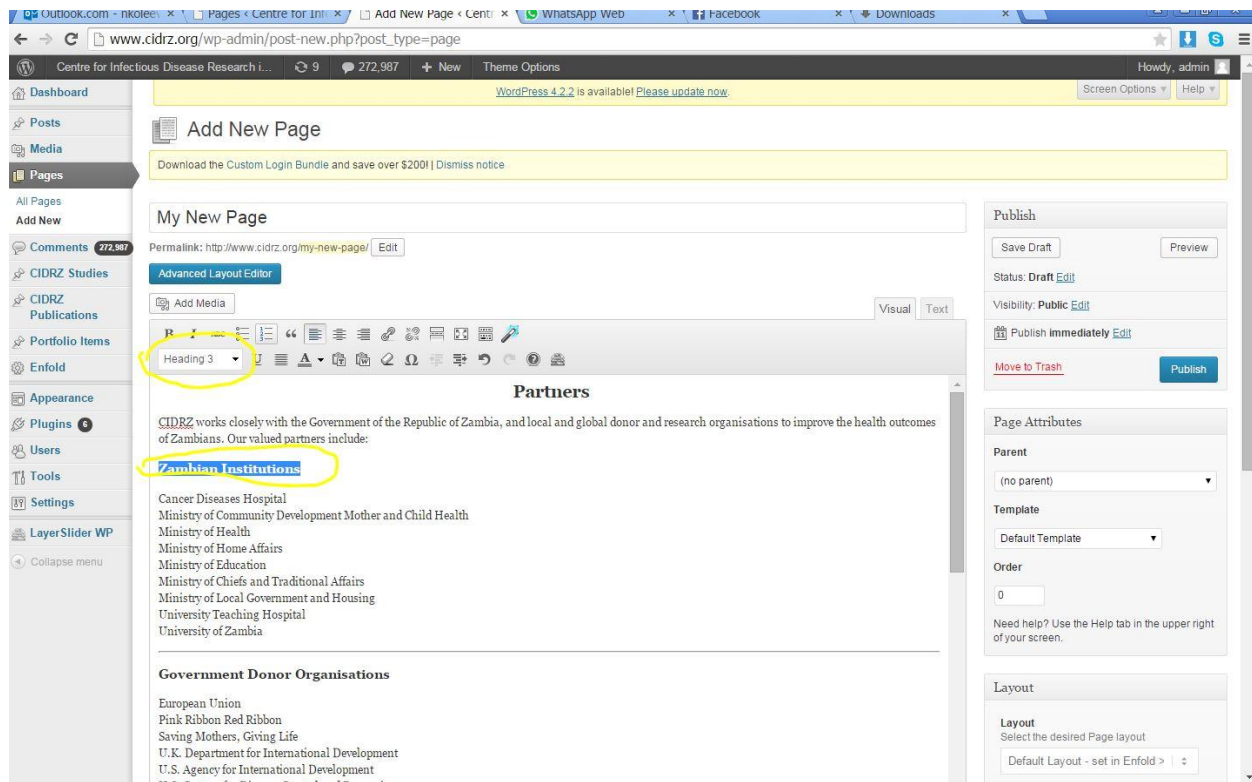 Outlook.com - nkolee
Pages ‹ Centre for Inf
Add New Page ‹ Centr
WhatsApp Web
Facebook
Downloads
www.cidrz.org/wp-admin/post-new.php?post_type=page
Centre for Infectious Disease Research i... 9 272,987 + New Theme Options Howdy, admin
WordPress 4.2.2 is available! Please update now.
Screen Options Help
Dashboard
Posts
Media
Pages
All Pages
Add New
Comments 272,987
CIDRZ Studies
CIDRZ
Publications
Portfolio Items
Enfold
Appearance
Plugins 6
Users
Tools
Settings
LayerSlider WP
Collapse menu
Add New Page
Download the Custom Login Bundle and save over $200! | Dismiss notice
My New Page
Permalink: http://www.cidrz.org/my-new-page/ Edit
Advanced Layout Editor
Add Media
Visual Text
B I ABC
Heading 3 U A Ω
Partners
CIDRZ works closely with the Government of the Republic of Zambia, and local and global donor and research organisations to improve the health outcomes
of Zambians. Our valued partners include:
Zambian Institutions
Cancer Diseases Hospital
Ministry of Community Development Mother and Child Health
Ministry of Health
Ministry of Home Affairs
Ministry of Education
Ministry of Chiefs and Traditional Affairs
Ministry of Local Government and Housing
University Teaching Hospital
University of Zambia
Government Donor Organisations
European Union
Pink Ribbon Red Ribbon
Saving Mothers, Giving Life
U.K. Department for International Development
U.S. Agency for International Development
Publish
Save Draft Preview
Status: Draft Edit
Visibility: Public Edit
Publish immediately Edit
Move to Trash Publish
Page Attributes
Parent
(no parent)
Template
Default Template
Order
0
Need help? Use the Help tab in the upper right
of your screen.
Layout
Layout
Select the desired Page layout
Default Layout - set in Enfold >